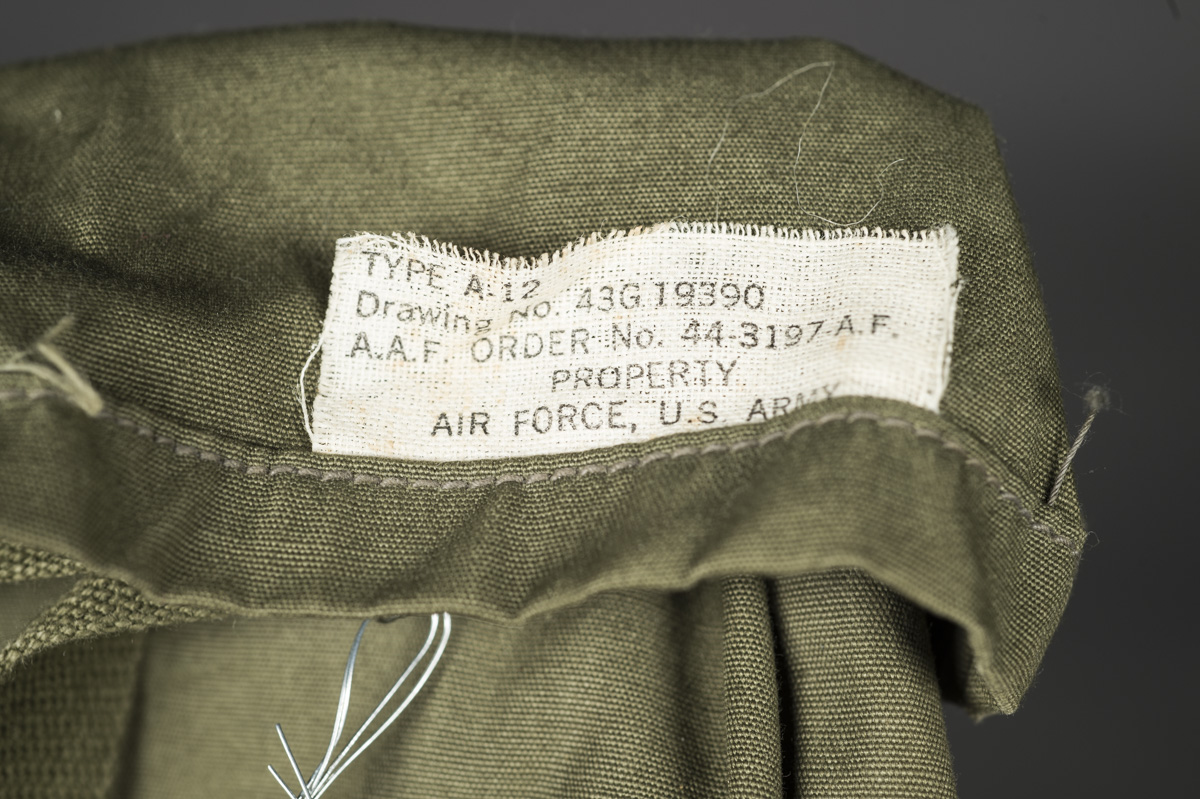 TYPE A-12
Drawing No. 43G 19390
A.A.F. ORDER No. 44-3197-A.F.
PROPERTY
AIR FORCE, U.S. ARMY